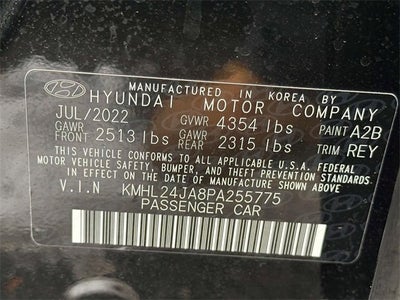 MANUFACTURED IN KOREA BY
HYUNDAI MOTOR COMPANY
JUL/2022 GVWR 4354 lbs PAINT A2B
GAWR FRONT 2513 lbs GAWR REAR 2315 lbs TRIM REY
THIS VEHICLE CONFORMS TO ALL APPLICABLE U.S.A. FEDERAL
MOTOR VEHICLE SAFETY, BUMPER, AND THEFT PREVENTION STANDARDS
IN EFFECT ON THE DATE OF MANUFACTURE SHOWN ABOVE.
V.I.N KMHL24JA8PA255775
PASSENGER CAR